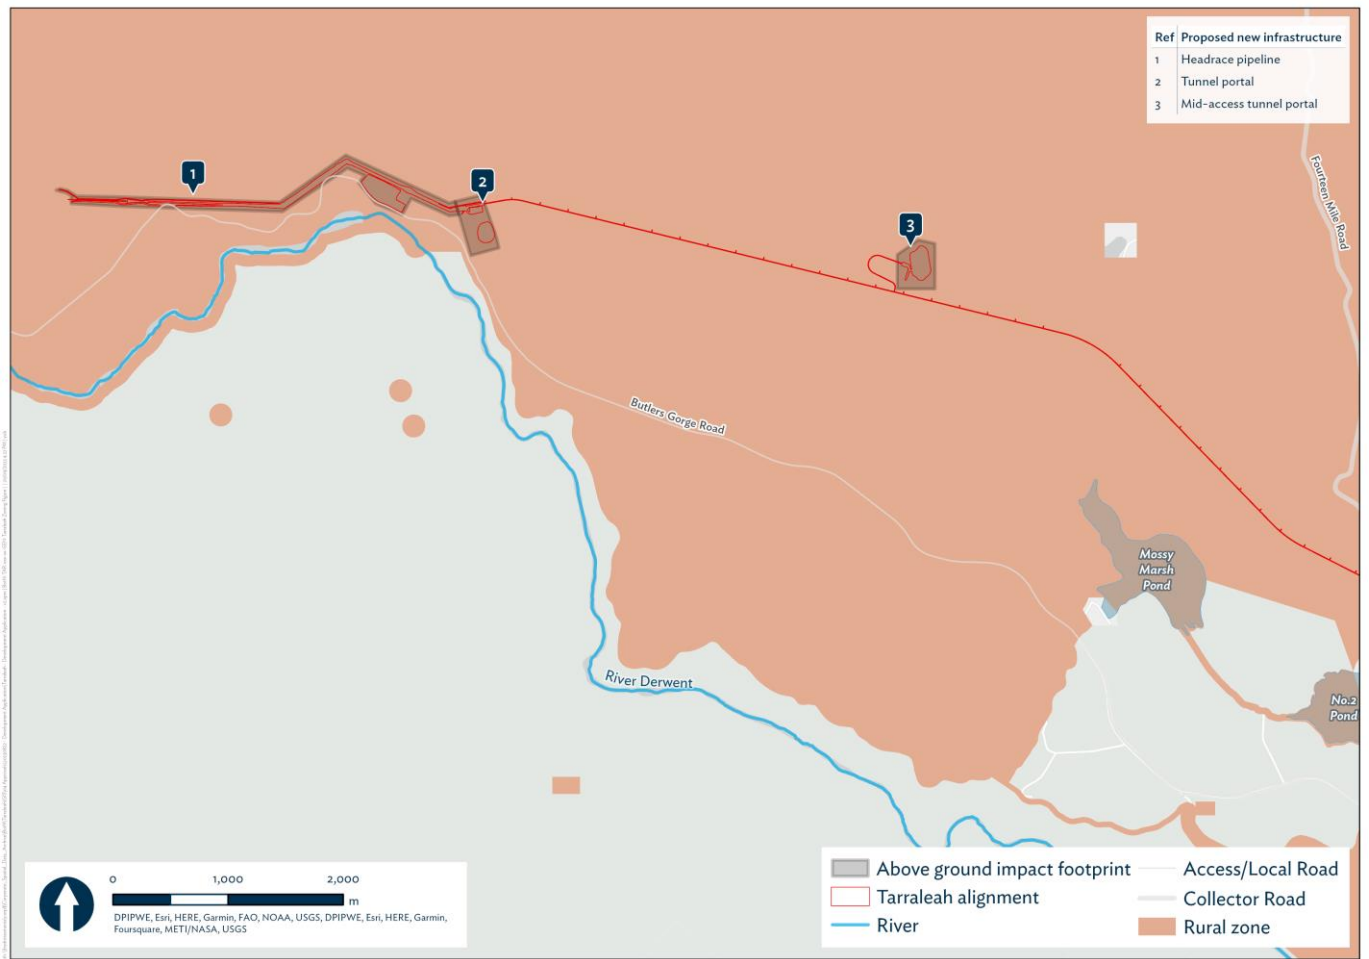 Ref Proposed new infrastructure
1 Headrace pipeline
2 Tunnel portal
3 Mid-access tunnel portal
1
2
3
Fourteen Mile Road
Butlers Gorge Road
Mossy
Marsh
Pond
River Derwent
No.2
Pond
0 1,000 2,000
m
DPIPWE, Esri, HERE, Garmin, FAO, NOAA, USGS, DPIPWE, Esri, HERE, Garmin,
Foursquare, METI/NASA, USGS
Above ground impact footprint
Tarraleah alignment
River
Access/Local Road
Collector Road
Rural zone